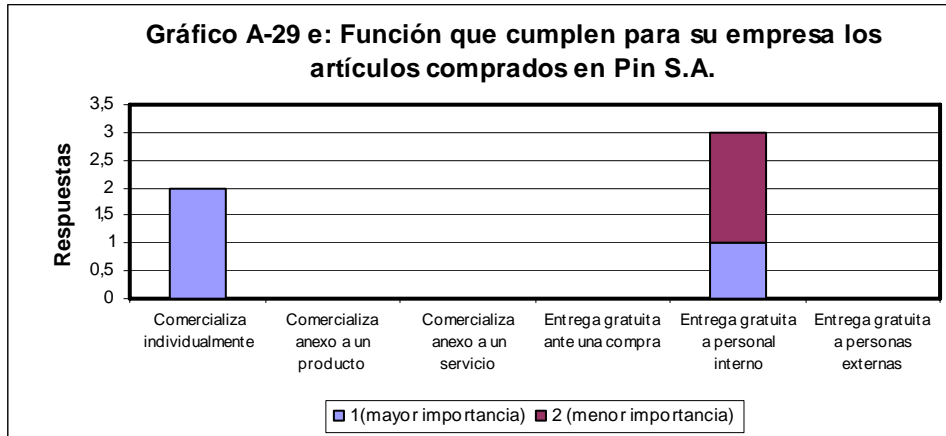 Gráfico A-29 e: Función que cumplen para su empresa los
artículos comprados en Pin S.A.
Respuestas
3,5
3
2,5
2
1,5
1
0,5
0
Comercializa
individualmente
Comercializa
anexo a un
producto
Comercializa
anexo a un
servicio
Entrega gratuita
ante una compra
Entrega gratuita
a personal
interno
Entrega gratuita
a personas
externas
1(mayor importancia)
2 (menor importancia)